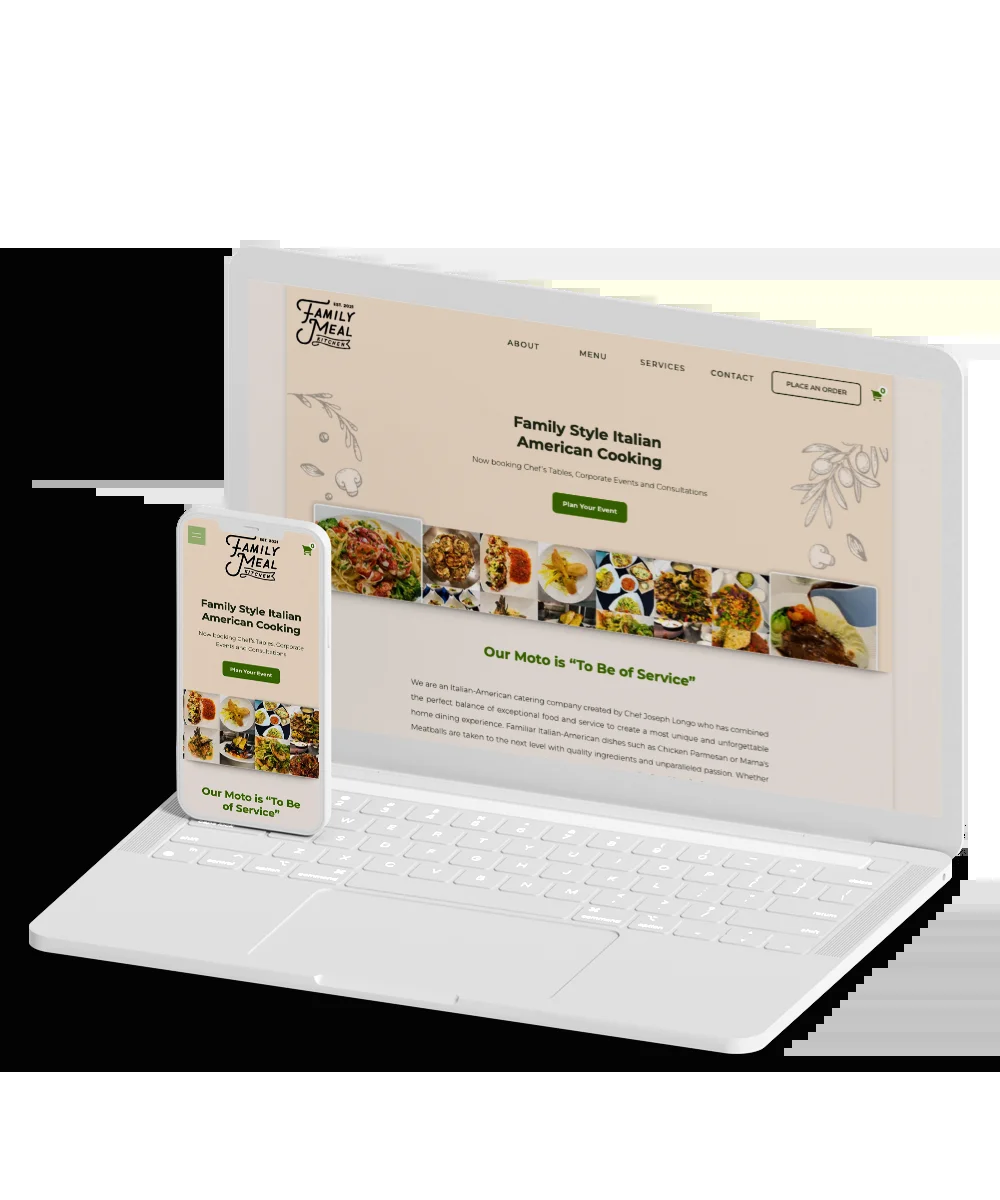 EST. 2021
FAMILY
MEAL
KITCHEN
ABOUT
MENU
SERVICES
CONTACT
PLACE AN ORDER
0
Family Style Italian
American Cooking
Now booking Chef's Tables, Corporate Events and Consultations
Plan Your Event
Our Moto is “To Be of Service”
We are an Italian-American catering company created by Chef Joseph Longo who has combined
the perfect balance of exceptional food and service to create a most unique and unforgettable
home dining experience. Familiar Italian-American dishes such as Chicken Parmesan or Mama's
Meatballs are taken to the next level with quality ingredients and unparalleled passion. Whether
EST. 2021
FAMILY
MEAL
KITCHEN
0
Family Style Italian
American Cooking
Now booking Chef's Tables, Corporate
Events and Consultations
Plan Your Event
Our Moto is “To Be
of Service”
W E R T Y U I O P
S D F G H J K L
Z X C V B N M